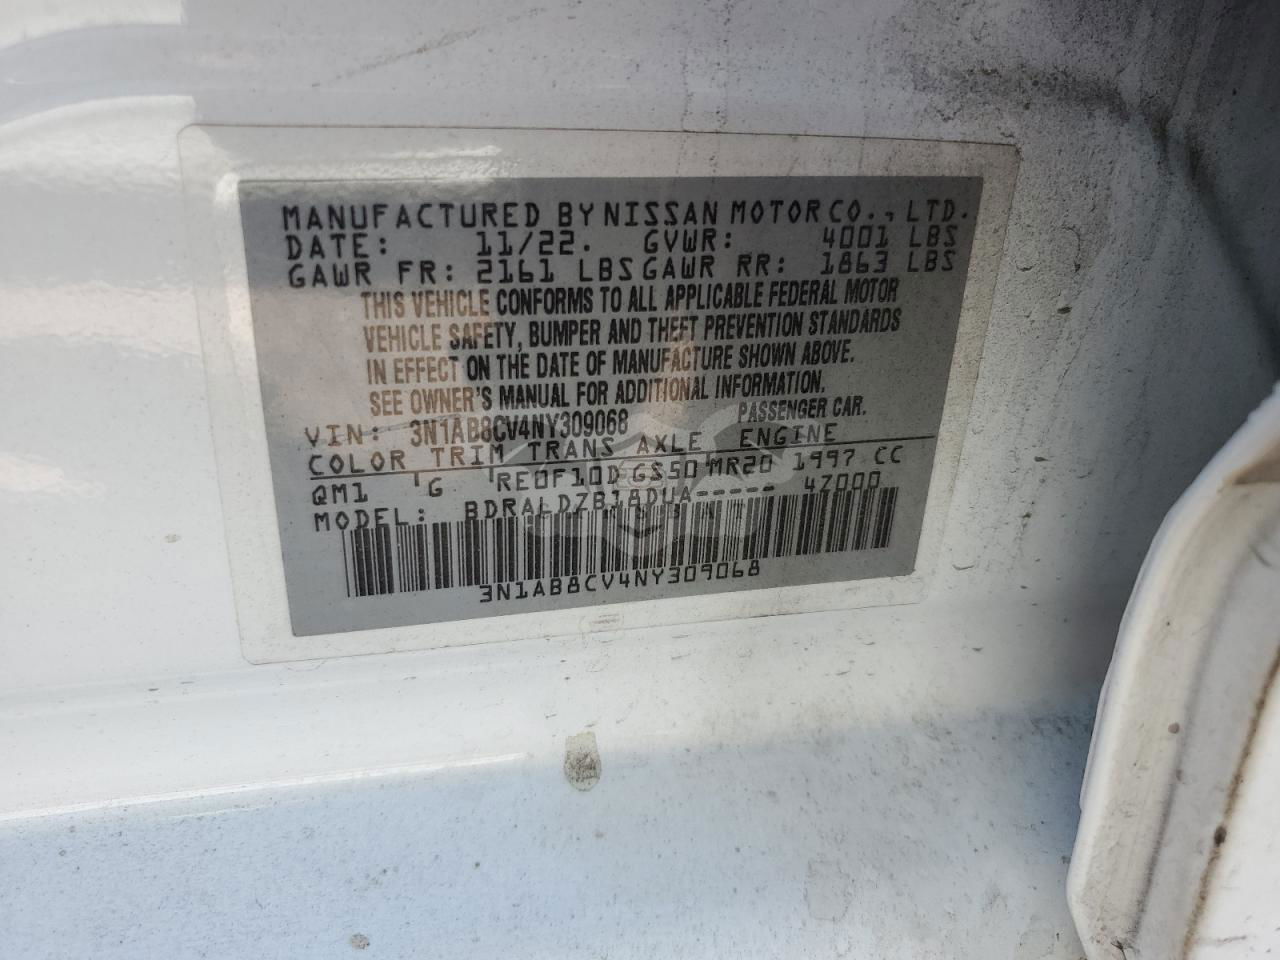 MANUFACTURED BY NISSAN MOTOR CO., LTD.
DATE: 11/22. GVWR: 4001 LBS
GAWR FR: 2161 LBS GAWR RR: 1863 LBS
THIS VEHICLE CONFORMS TO ALL APPLICABLE FEDERAL MOTOR
VEHICLE SAFETY, BUMPER AND THEFT PREVENTION STANDARDS
IN EFFECT ON THE DATE OF MANUFACTURE SHOWN ABOVE.
SEE OWNER'S MANUAL FOR ADDITIONAL INFORMATION.
VIN: 3N1AB8CV4NY309068 PASSENGER CAR.
COLOR TRIM TRANS AXLE ENGINE
QM1 G RE0F10D GS50 MR20 1997 CC
MODEL: BDRALDZB18DUA----- 4Z000
3N1AB8CV4NY309068